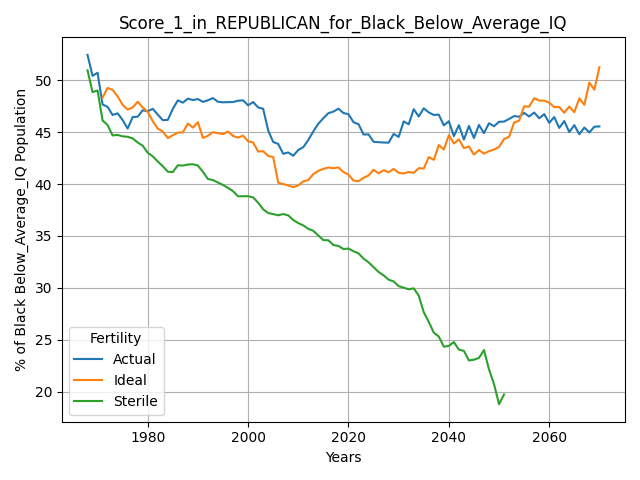 Score_1_in_REPUBLICAN_for_Black_Below_Average_IQ
% of Black Below_Average_IQ Population
50
45
40
35
30
25
20
Fertility
Actual
Ideal
Sterile
1980 2000 2020 2040 2060
Years